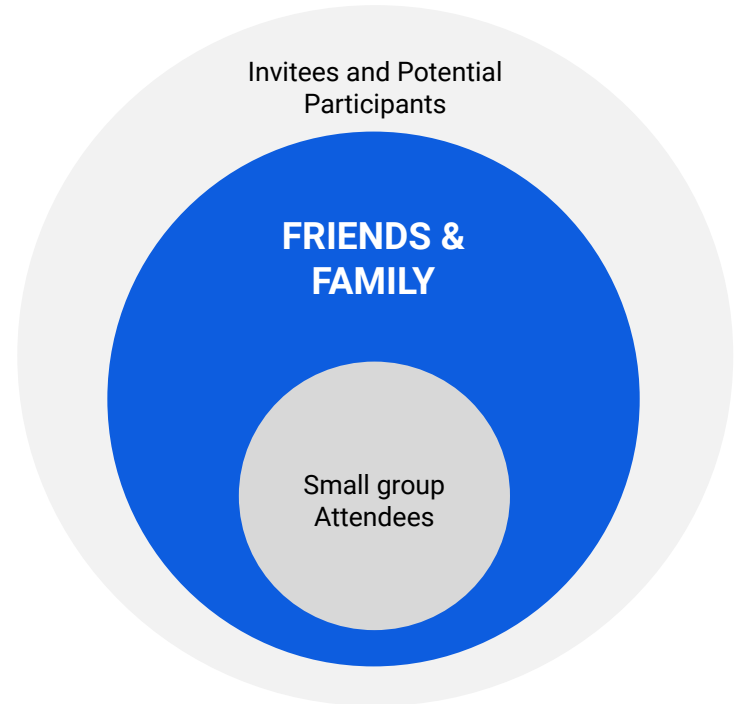 Invitees and Potential
Participants
FRIENDS &
FAMILY
Small group
Attendees